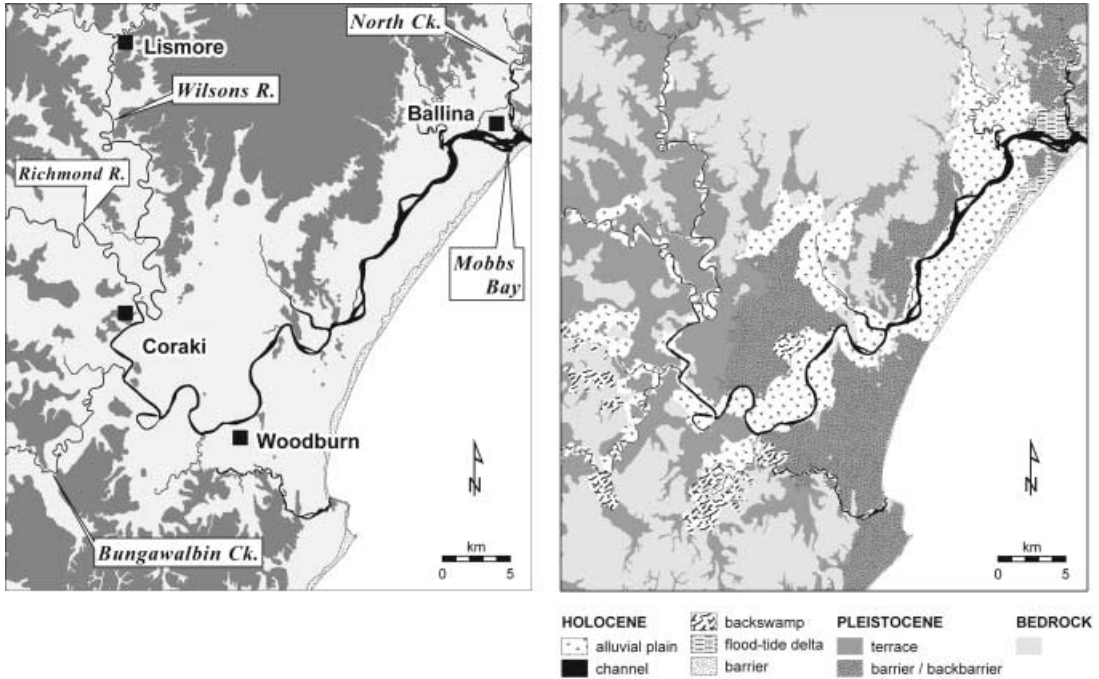 North Ck.
Lismore
Wilsons R.
Ballina
Richmond R.
Mobbs
Bay
Coraki
Woodburn
N
Bungawalbin Ck.
km
0 5
N
km
0 5
HOLOCENE
alluvial plain
channel
backswamp
flood-tide delta
barrier
PLEISTOCENE
terrace
barrier / backbarrier
BEDROCK